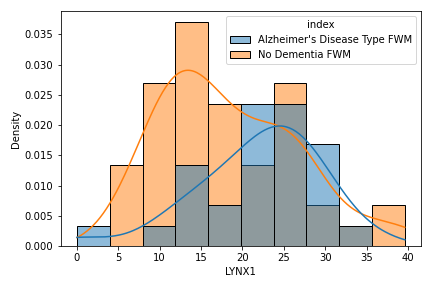 index
Alzheimer's Disease Type FWM
No Dementia FWM
Density
0.035
0.030
0.025
0.020
0.015
0.010
0.005
0.000
0 5 10 15 20 25 30 35 40
LYNX1